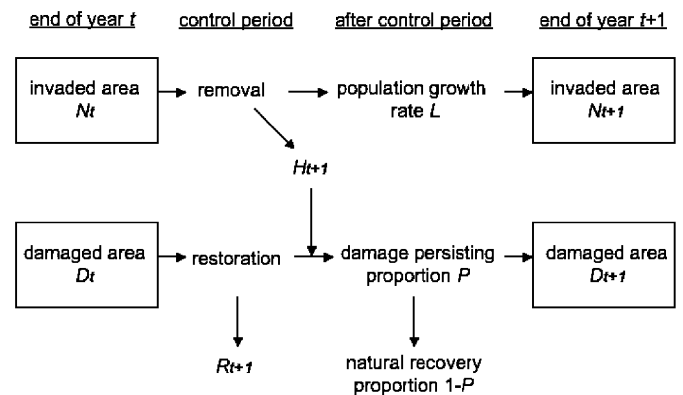 end of year t
control period
after control period
end of year t+1
invaded area
Nt
removal
population growth
rate L
invaded area
Nt+1
Ht+1
damaged area
Dt
restoration
damage persisting
proportion P
damaged area
Dt+1
Rt+1
natural recovery
proportion 1-P